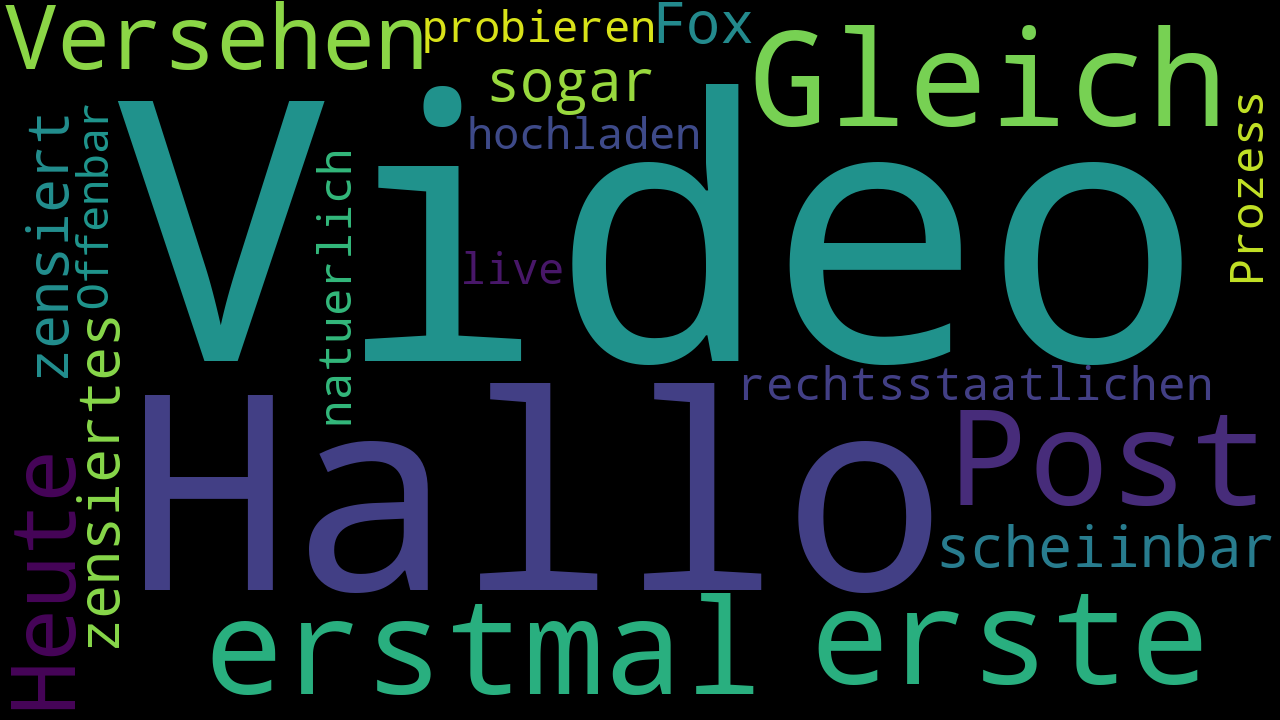 Versehen
probieren
Fox
Gleich
sogar
hochladen
Video
zensiert
Offenbar
natuerlich
live
Prozess
rechtsstaatlichen
zensiertes
Hallo
Post
Heute
scheiinbar
erstmal
erste